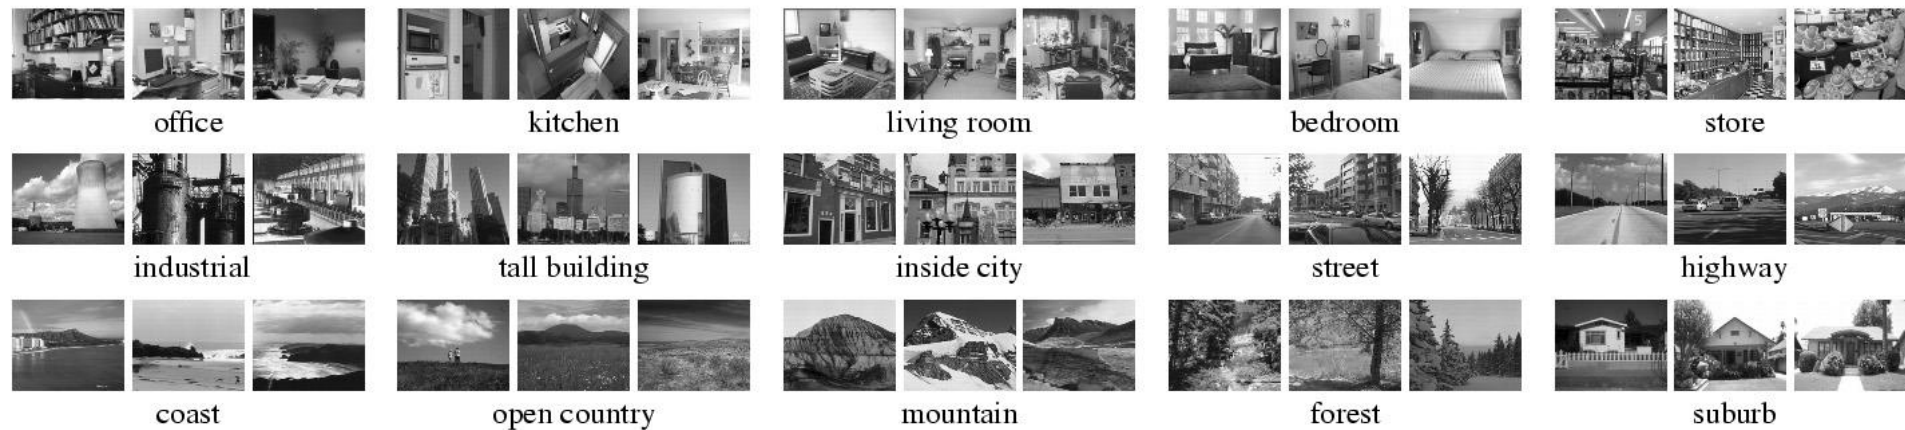 office kitchen living room bedroom store
industrial tall building inside city street highway
coast open country mountain forest suburb